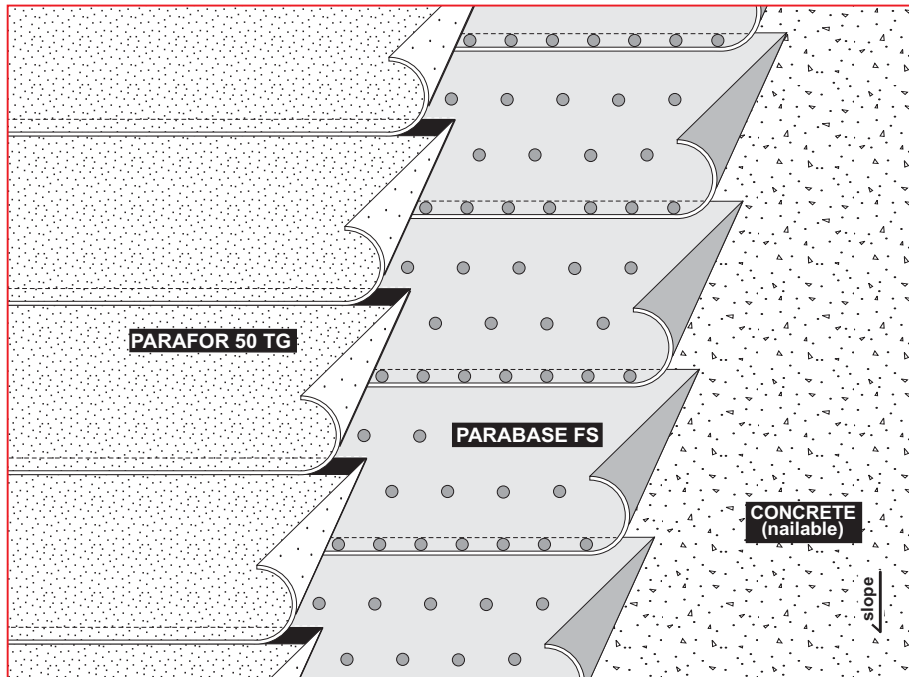 PARAFOR 50 TG
PARABASE FS
CONCRETE
(nailable)
slope